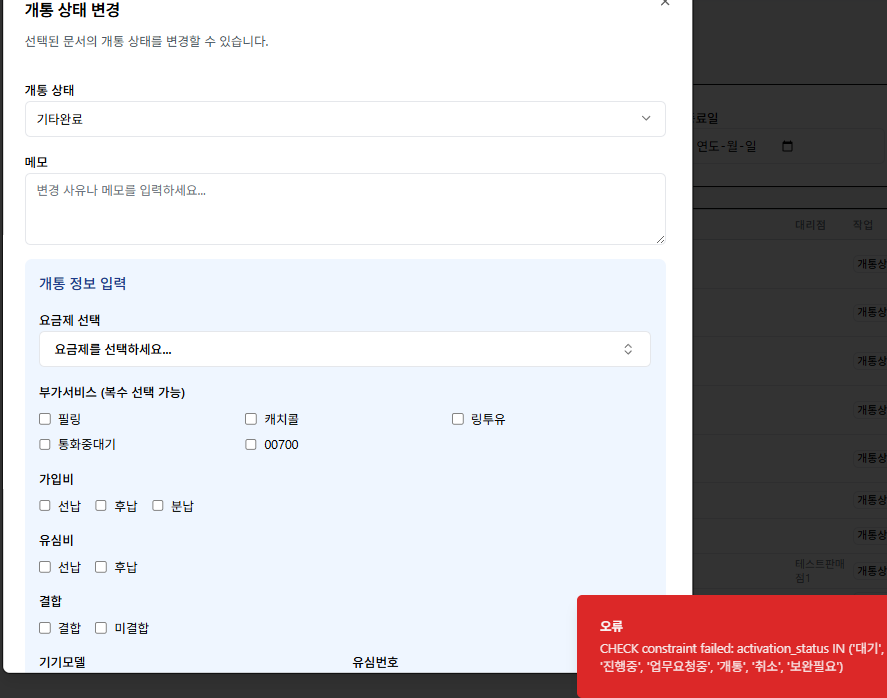 개통 상태 변경
선택된 문서의 개통 상태를 변경할 수 있습니다.
개통 상태
기타완료
메모
변경 사유나 메모를 입력하세요...
개통 정보 입력
요금제 선택
요금제를 선택하세요...
부가서비스 (복수 선택 가능)
필링 캐치콜 링투유
통화중대기 00700
가입비
선납 후납 분납
유심비
선납 후납
결합
결합 미결합
기기모델 유심번호
료일
연도-월-일
대리점 작업
개통상
개통상
개통상
개통상
개통상
개통상
개통상
테스트판매
점1
개통상
오류
CHECK constraint failed: activation_status IN ('대기',
'진행중', '업무요청중', '개통', '취소', '보완필요')